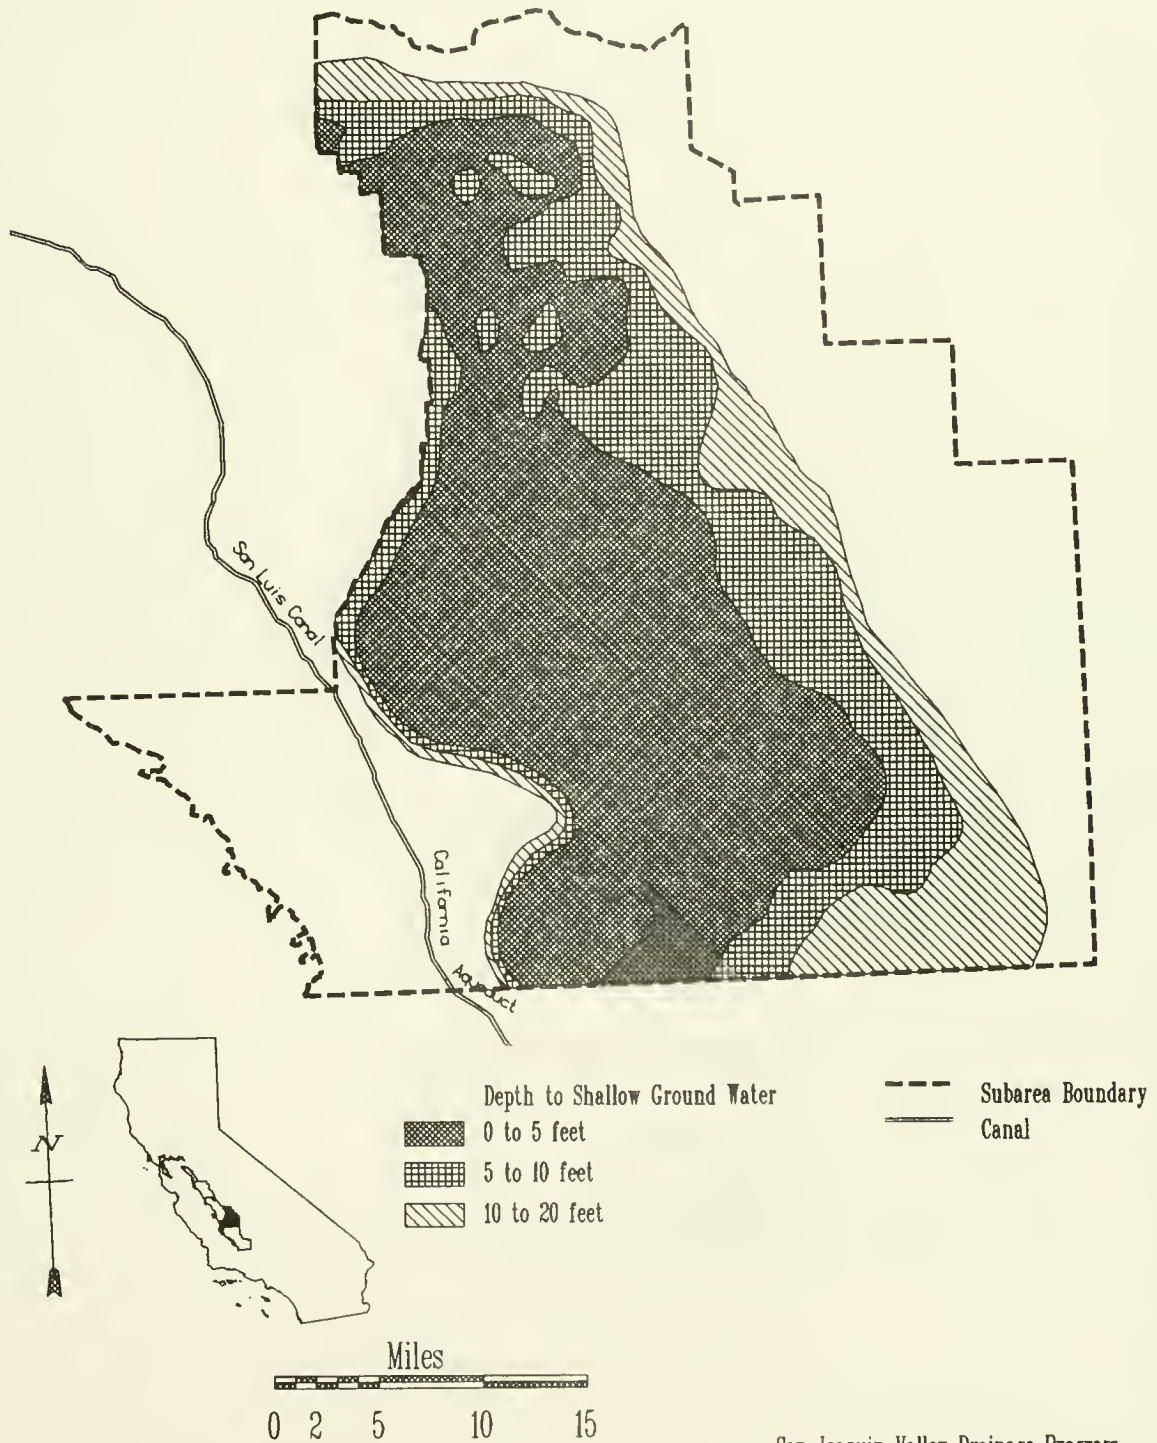 San Luis Canal
California
Aqueduct
N
Depth to Shallow Ground Water
0 to 5 feet
5 to 10 feet
10 to 20 feet
Subarea Boundary
Canal
Miles
0 2 5 10 15
San Joaquin Valley Drainage Program